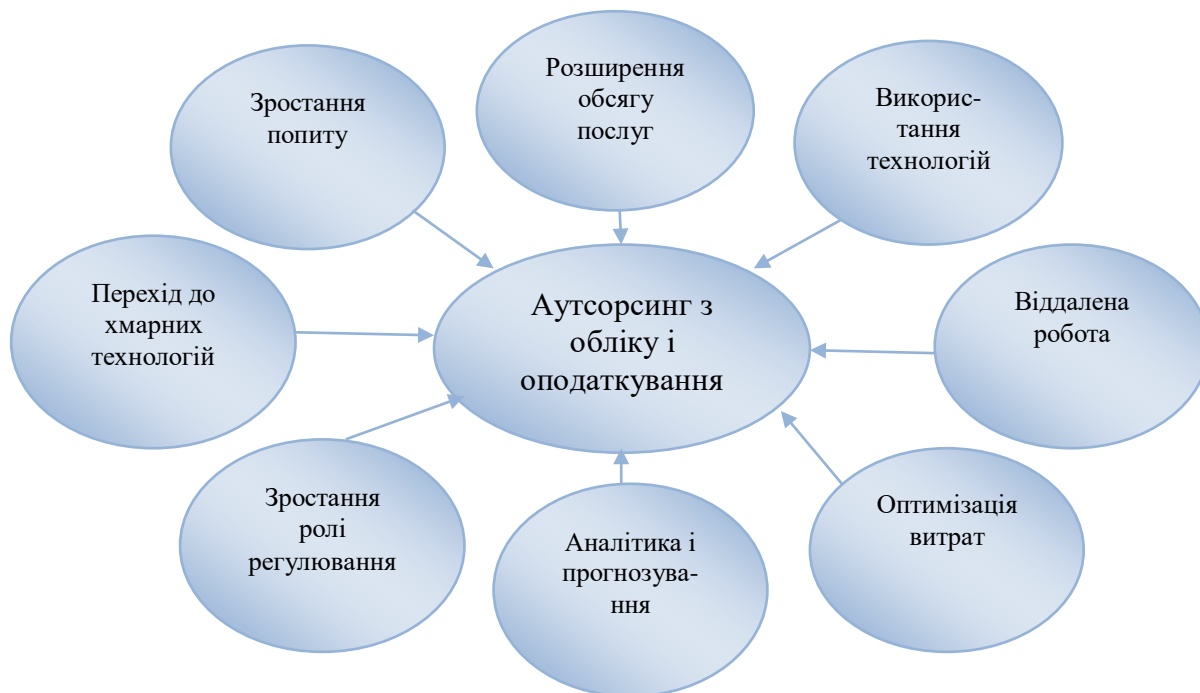 Зростання
попиту
Розширення
обсягу
послуг
Викорис-
тання
технологій
Перехід до
хмарних
технологій
Аутсорсинг з
обліку і
оподаткування
Віддалена
робота
Зростання
ролі
регулювання
Аналітика і
прогнозува-
ння
Оптимізація
витрат